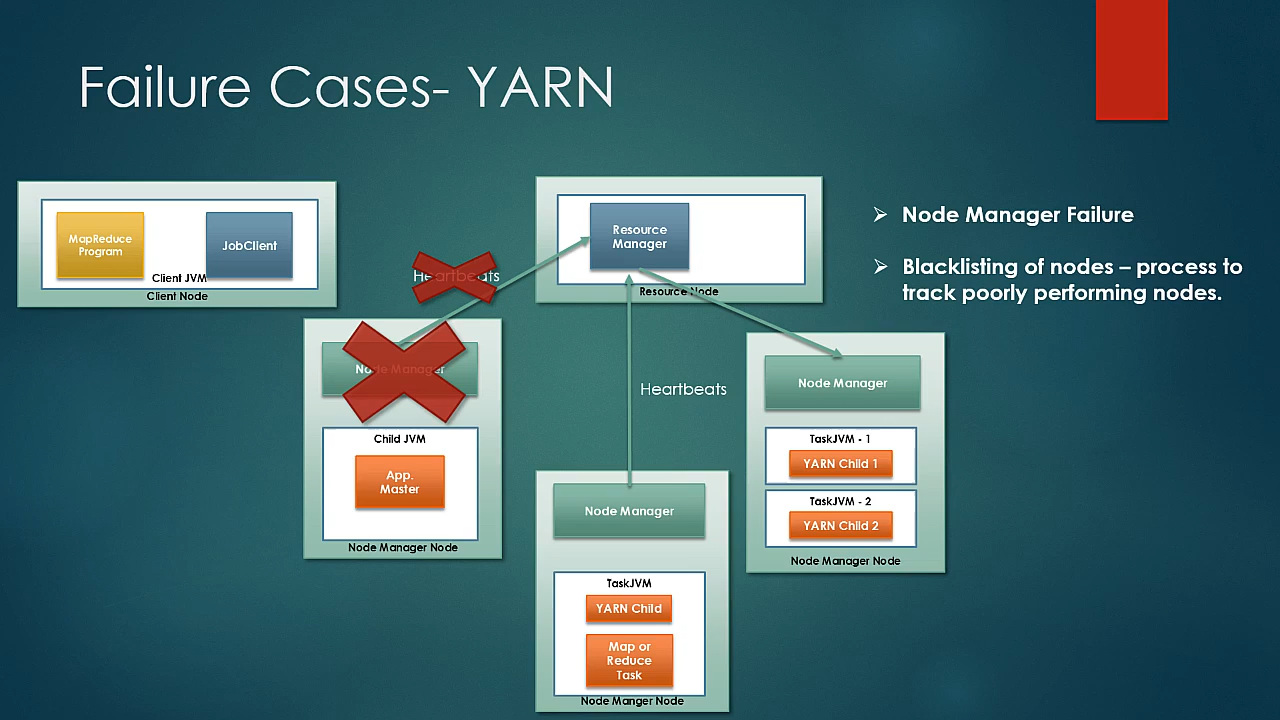 Failure Cases- YARN
MapReduce
Program
JobClient
Client JVM
Client Node
Heartbeats
Resource
Manager
Resource Node
➢ Node Manager Failure
➢ Blacklisting of nodes – process to
track poorly performing nodes.
Node Manager
Child JVM
App.
Master
Node Manager Node
Heartbeats
Node Manager
TaskJVM
YARN Child
Map or
Reduce
Task
Node Manger Node
Node Manager
TaskJVM - 1
YARN Child 1
TaskJVM - 2
YARN Child 2
Node Manager Node